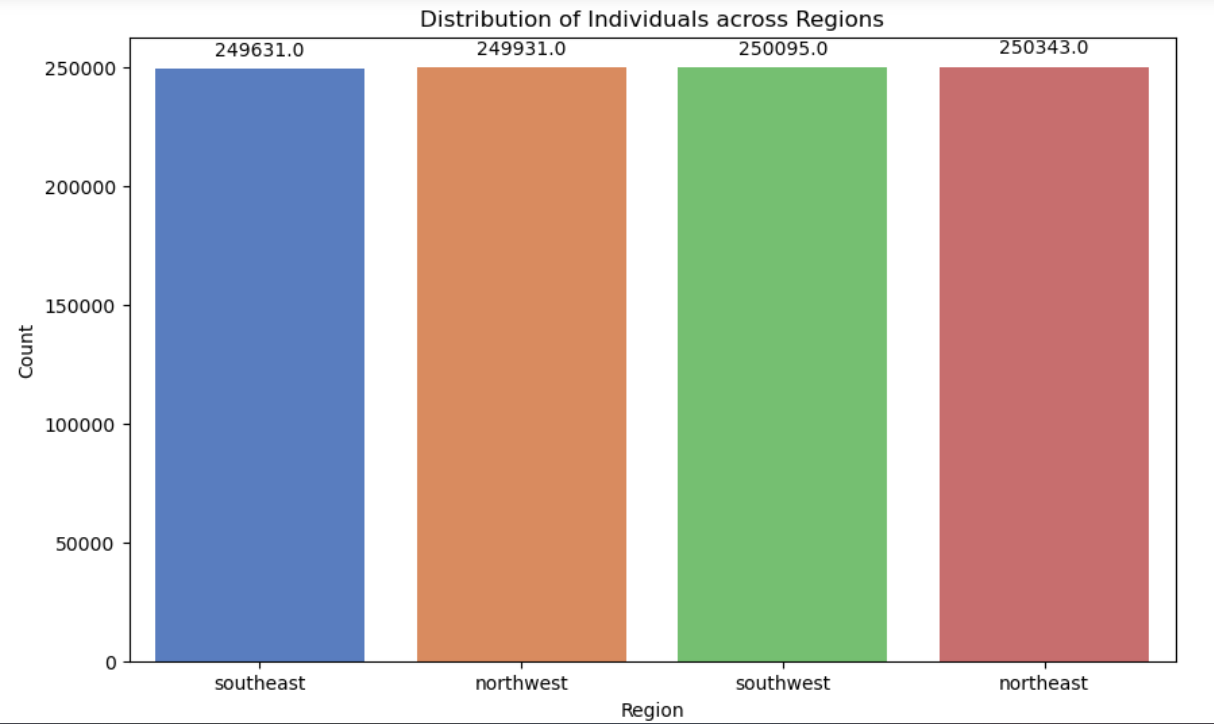 Distribution of Individuals across Regions
249631.0 249931.0 250095.0 250343.0
250000
200000
150000
100000
50000
0
Count
southeast northwest southwest northeast
Region